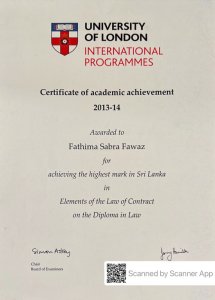 UNIVERSITY
OF LONDON
INTERNATIONAL
PROGRAMMES
Certificate of academic achievement
2013-14
Awarded to
Fathima Sabra Fawaz
for
achieving the highest mark in Sri Lanka
in
Elements of the Law of Contract
on the Diploma in Law
Chair
Board of Examiners
Scanned by Scanner App